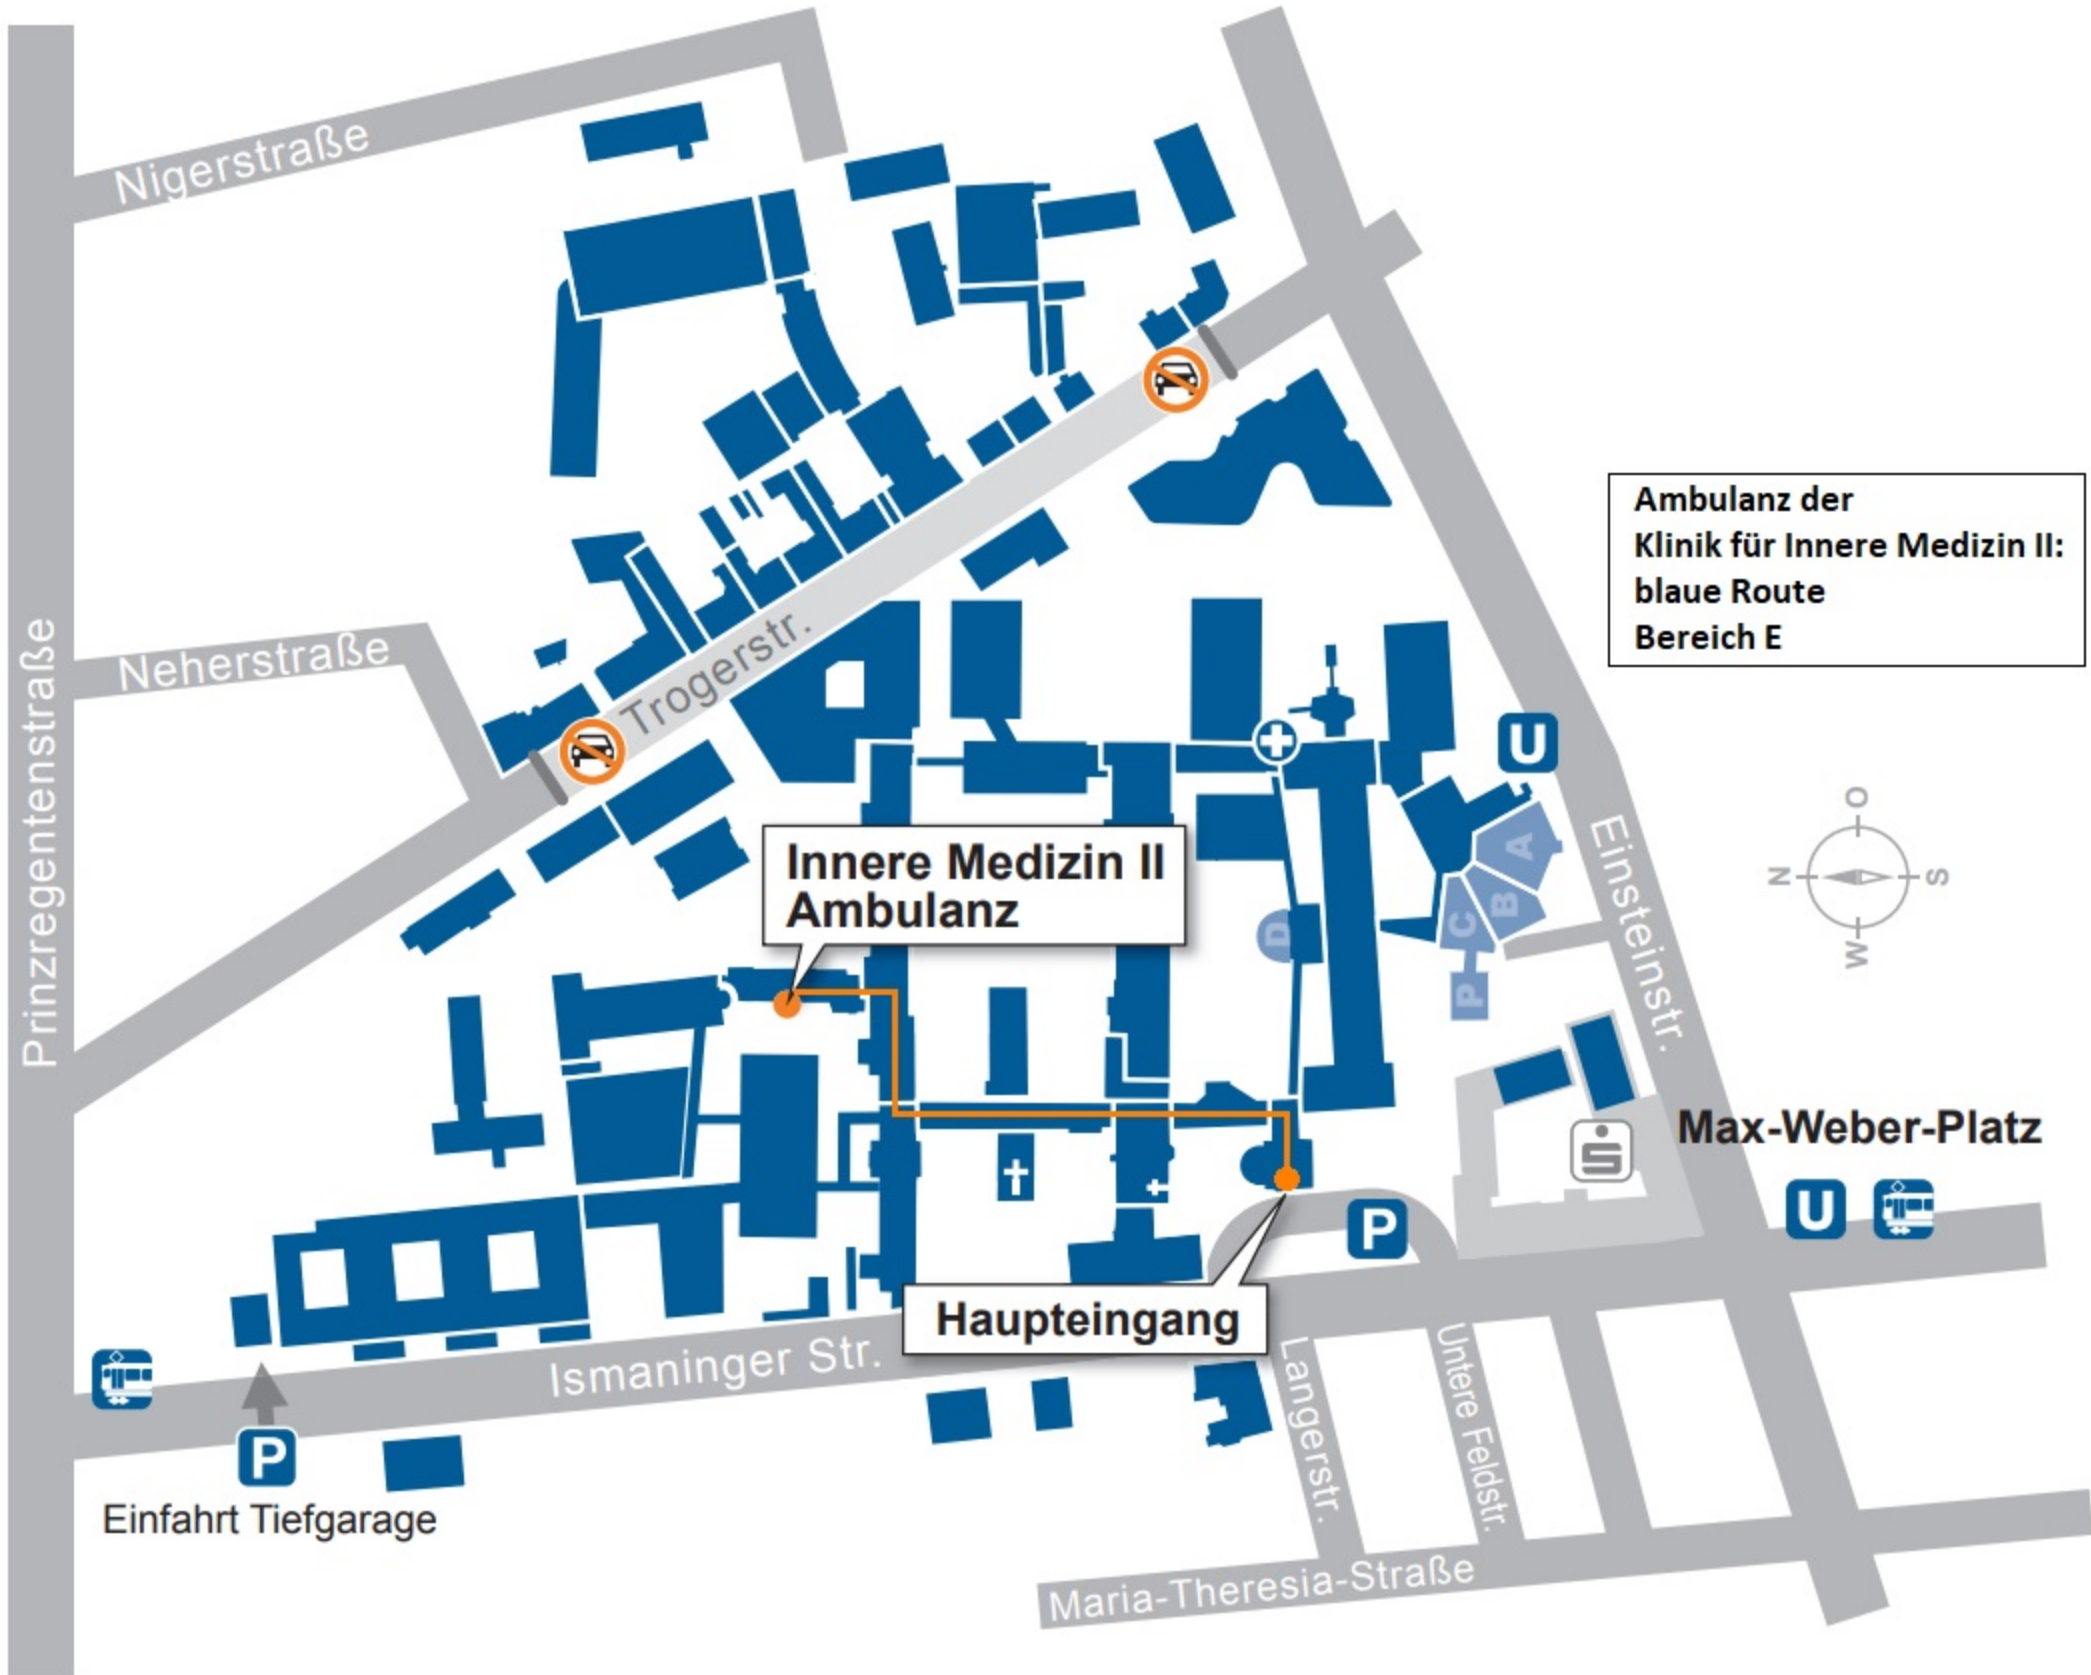 Nigerstraße
Ambulanz der
Klinik für Innere Medizin II:
blaue Route
Bereich E
Prinzregentenstraße
Neherstraße
Trogerstr.
U
A
B
C
D
P
Einsteinstr.
O
N
S
W
Innere Medizin II
Ambulanz
Max-Weber-Platz
U
P
Haupteingang
Ismaninger Str.
Langerstr.
Untere Feldstr.
P
Einfahrt Tiefgarage
Maria-Theresia-Straße